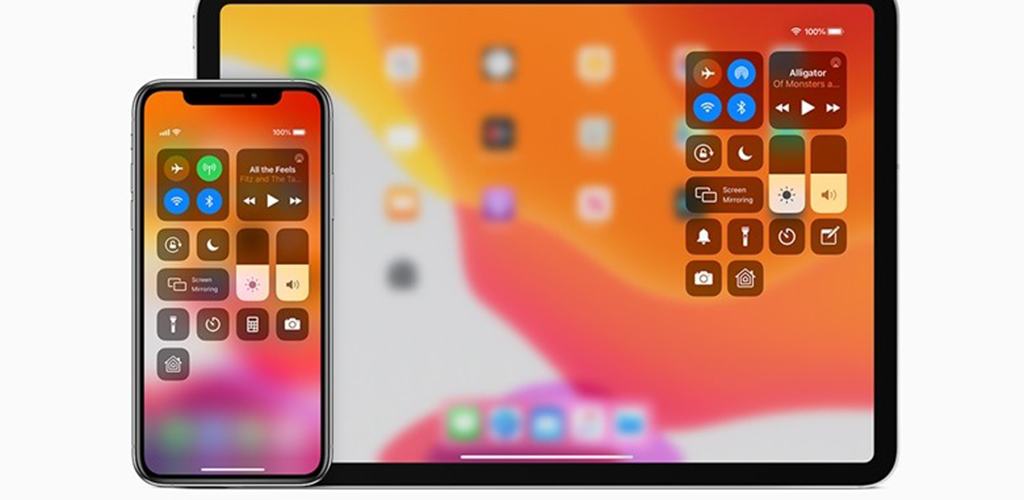 100%
All the Feels
Fitz and The Ta...
Screen
Mirroring
100%
Alligator
Of Monsters a...
Screen
Mirroring